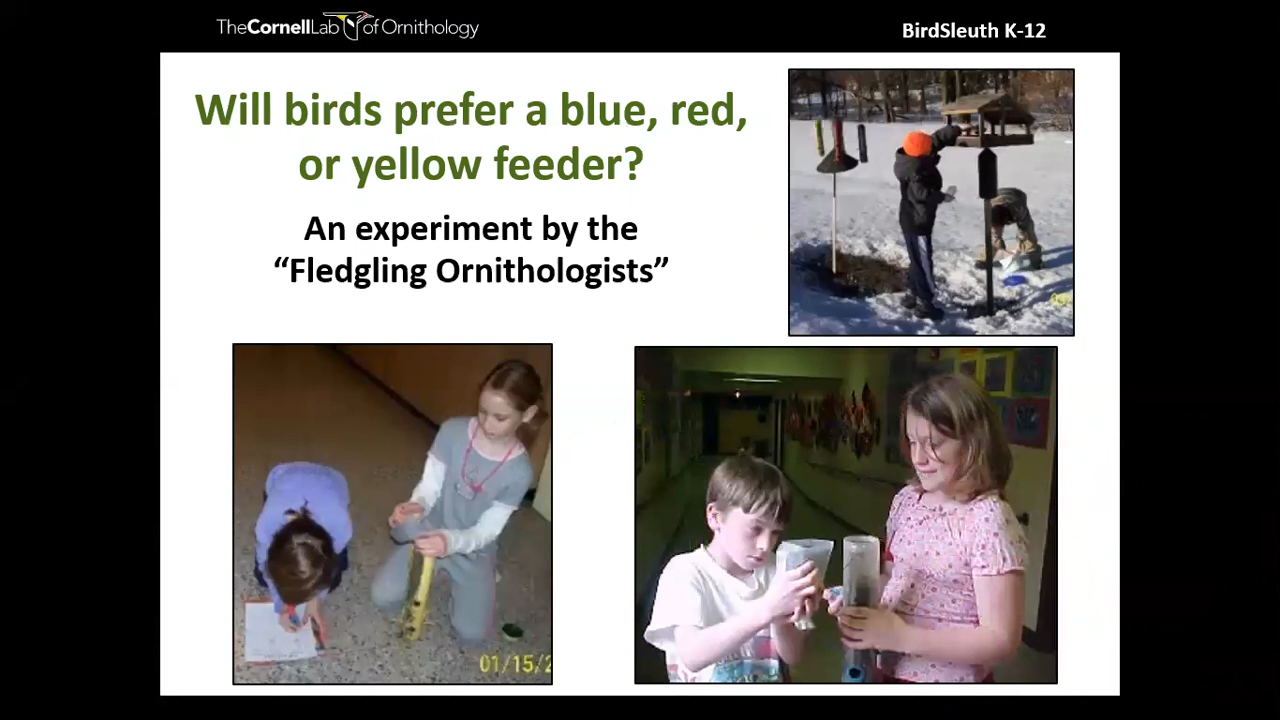 TheCornellLab of Ornithology
BirdSleuth K-12
Will birds prefer a blue, red,
or yellow feeder?
An experiment by the
“Fledgling Ornithologists”
01/15/2